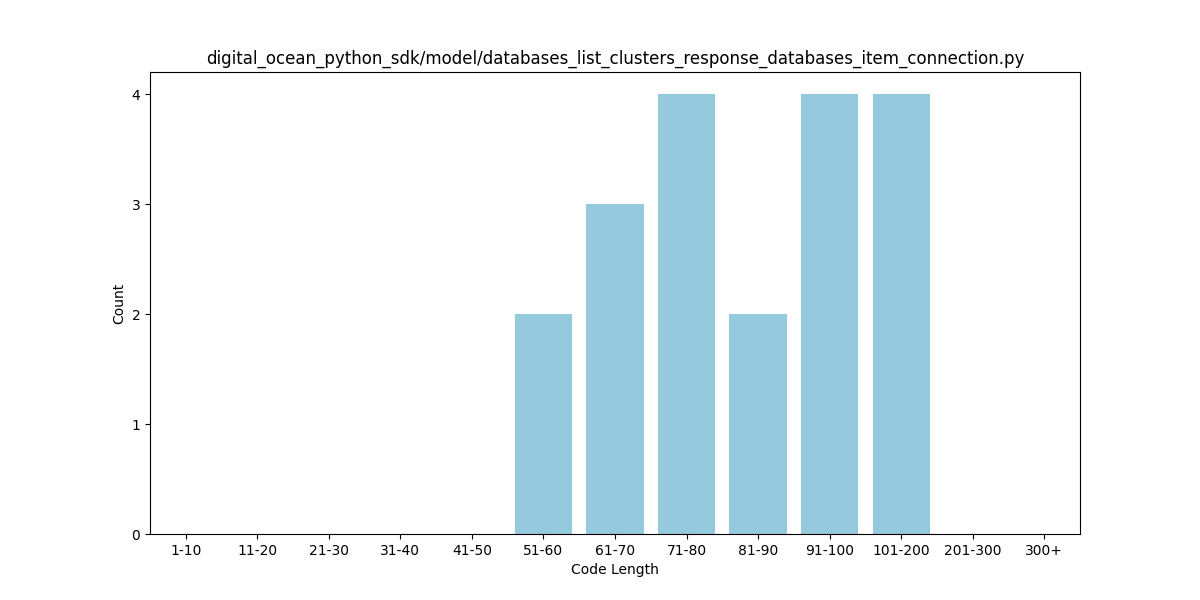 digital_ocean_python_sdk/model/databases_list_clusters_response_databases_item_connection.py
4
3
2
1
0
Count
1-10 11-20 21-30 31-40 41-50 51-60 61-70 71-80 81-90 91-100 101-200 201-300 300+
Code Length